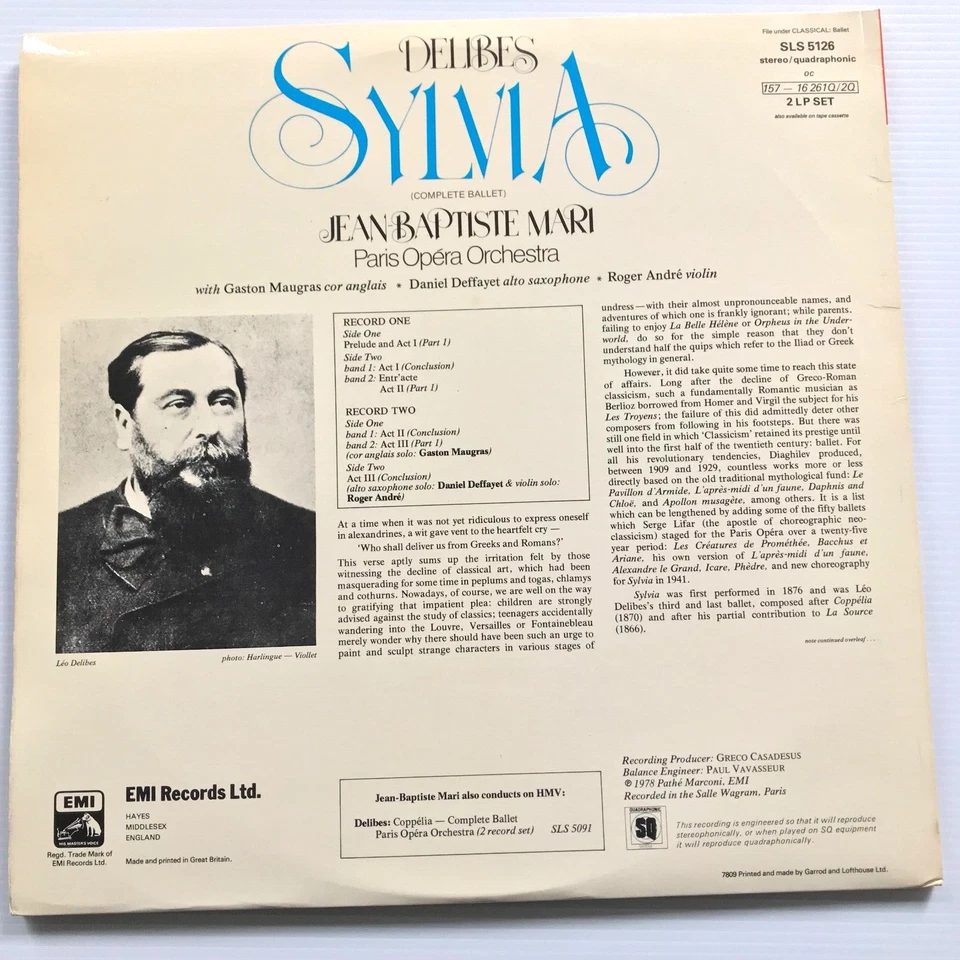 File under CLASSICAL: Ballet
SLS 5126
stereo/quadraphonic
OC
157 — 16 261Q/2Q
2 LP SET
also available on tape cassette
DELIBES
SYLVIA
(COMPLETE BALLET)
JEAN-BAPTISTE MARI
Paris Opéra Orchestra
with Gaston Maugras cor anglais * Daniel Deffayet alto saxophone * Roger André violin
Léo Delibes
photo: Harlingue — Viollet
RECORD ONE
Side One
Prelude and Act I (Part 1)
Side Two
band 1: Act I (Conclusion)
band 2: Entr'acte
Act II (Part 1)
RECORD TWO
Side One
band 1: Act II (Conclusion)
band 2: Act III (Part 1)
(cor anglais solo: Gaston Maugras)
Side Two
Act III (Conclusion)
(alto saxophone solo: Daniel Deffayet & violin solo:
Roger André)
At a time when it was not yet ridiculous to express oneself
in alexandrines, a wit gave vent to the heartfelt cry —
'Who shall deliver us from Greeks and Romans?'
This verse aptly sums up the irritation felt by those
witnessing the decline of classical art, which had been
masquerading for some time in peplums and togas, chlamys
and cothurns. Nowadays, of course, we are well on the way
to gratifying that impatient plea: children are strongly
advised against the study of classics; teenagers accidentally
wandering into the Louvre, Versailles or Fontainebleau
merely wonder why there should have been such an urge to
paint and sculpt strange characters in various stages of
undress — with their almost unpronounceable names, and
adventures of which one is frankly ignorant; while parents,
failing to enjoy La Belle Hélène or Orpheus in the Under-
world, do so for the simple reason that they don't
understand half the quips which refer to the Iliad or Greek
mythology in general.
However, it did take quite some time to reach this state
of affairs. Long after the decline of Greco-Roman
classicism, such a fundamentally Romantic musician as
Berlioz borrowed from Homer and Virgil the subject for his
Les Troyens; the failure of this did admittedly deter other
composers from following in his footsteps. But there was
still one field in which 'Classicism' retained its prestige until
well into the first half of the twentieth century: ballet. For
all his revolutionary tendencies, Diaghilev produced,
between 1909 and 1929, countless works more or less
directly based on the old traditional mythological fund: Le
Pavillon d'Armide, L'après-midi d'un faune, Daphnis and
Chloë, and Apollon musagète, among others. It is a list
which can be lengthened by adding some of the fifty ballets
which Serge Lifar (the apostle of choreographic neo-
classicism) staged for the Paris Opéra over a twenty-five
year period: Les Créatures de Prométhée, Bacchus et
Ariane, his own version of L'après-midi d'un faune,
Alexandre le Grand, Icare, Phèdre, and new choreography
for Sylvia in 1941.
Sylvia was first performed in 1876 and was Léo
Delibes's third and last ballet, composed after Coppélia
(1870) and after his partial contribution to La Source
(1866).
note continued overleaf . . .
EMI
HIS MASTER'S VOICE
Regd. Trade Mark of
EMI Records Ltd.
EMI Records Ltd.
HAYES
MIDDLESEX
ENGLAND
Made and printed in Great Britain.
Jean-Baptiste Mari also conducts on HMV:
Delibes: Coppélia — Complete Ballet
Paris Opéra Orchestra (2 record set) SLS 5091
Recording Producer: GRECO CASADESUS
Balance Engineer: PAUL VAVASSEUR
℗ 1978 Pathé Marconi, EMI
Recorded in the Salle Wagram, Paris
QUADRAPHONIC
SQ
This recording is engineered so that it will reproduce
stereophonically, or when played on SQ equipment
it will reproduce quadraphonically.
7809 Printed and made by Garrod and Lofthouse Ltd.